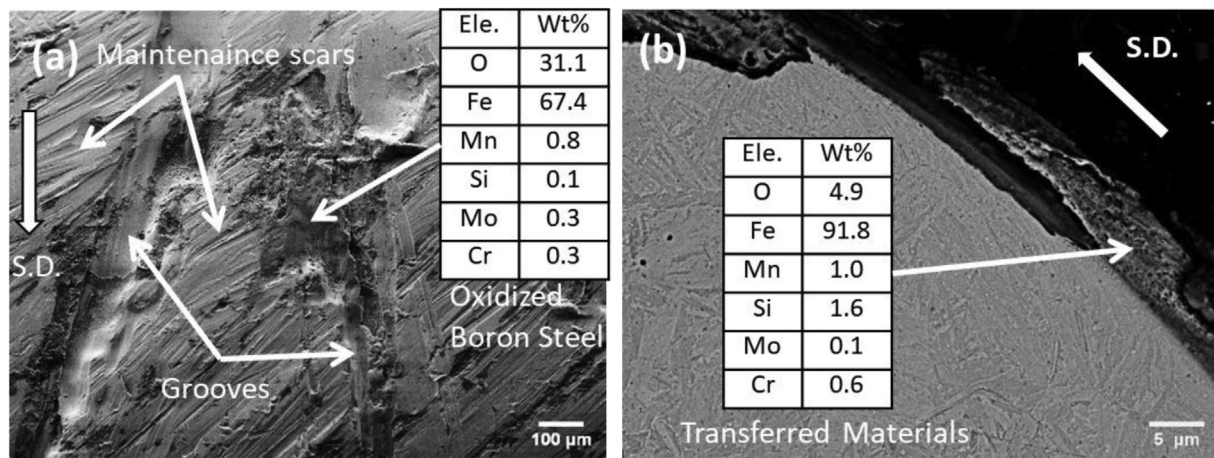 (a)
Maintenaince scars
S.D.
Grooves
Ele. Wt%
O 31.1
Fe 67.4
Mn 0.8
Si 0.1
Mo 0.3
Cr 0.3
Oxidized
Boron Steel
100 μm
(b)
S.D.
Ele. Wt%
O 4.9
Fe 91.8
Mn 1.0
Si 1.6
Mo 0.1
Cr 0.6
Transferred Materials
5 μm